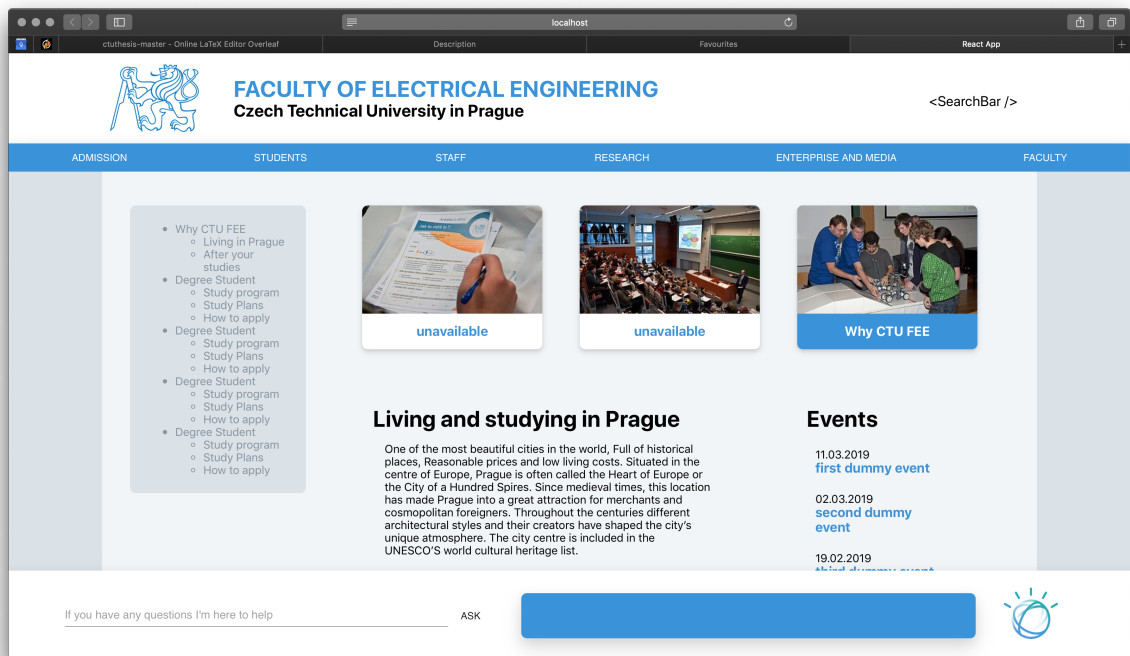 localhost
ctuthesis-master - Online LaTeX Editor Overleaf
Description
Favourites
React App
FACULTY OF ELECTRICAL ENGINEERING
Czech Technical University in Prague
<SearchBar />
ADMISSION
STUDENTS
STAFF
RESEARCH
ENTERPRISE AND MEDIA
FACULTY
Why CTU FEE
Living in Prague
After your
studies
Degree Student
Study program
Study Plans
How to apply
Degree Student
Study program
Study Plans
How to apply
Degree Student
Study program
Study Plans
How to apply
Degree Student
Study program
Study Plans
How to apply
unavailable
unavailable
Why CTU FEE
Living and studying in Prague
One of the most beautiful cities in the world, Full of historical
places, Reasonable prices and low living costs. Situated in the
centre of Europe, Prague is often called the Heart of Europe or
the City of a Hundred Spires. Since medieval times, this location
has made Prague into a great attraction for merchants and
cosmopolitan foreigners. Throughout the centuries different
architectural styles and their creators have shaped the city's
unique atmosphere. The city centre is included in the
UNESCO'S world cultural heritage list.
Events
11.03.2019
first dummy event
02.03.2019
second dummy
event
19.02.2019
third dummy event
If you have any questions I'm here to help
ASK